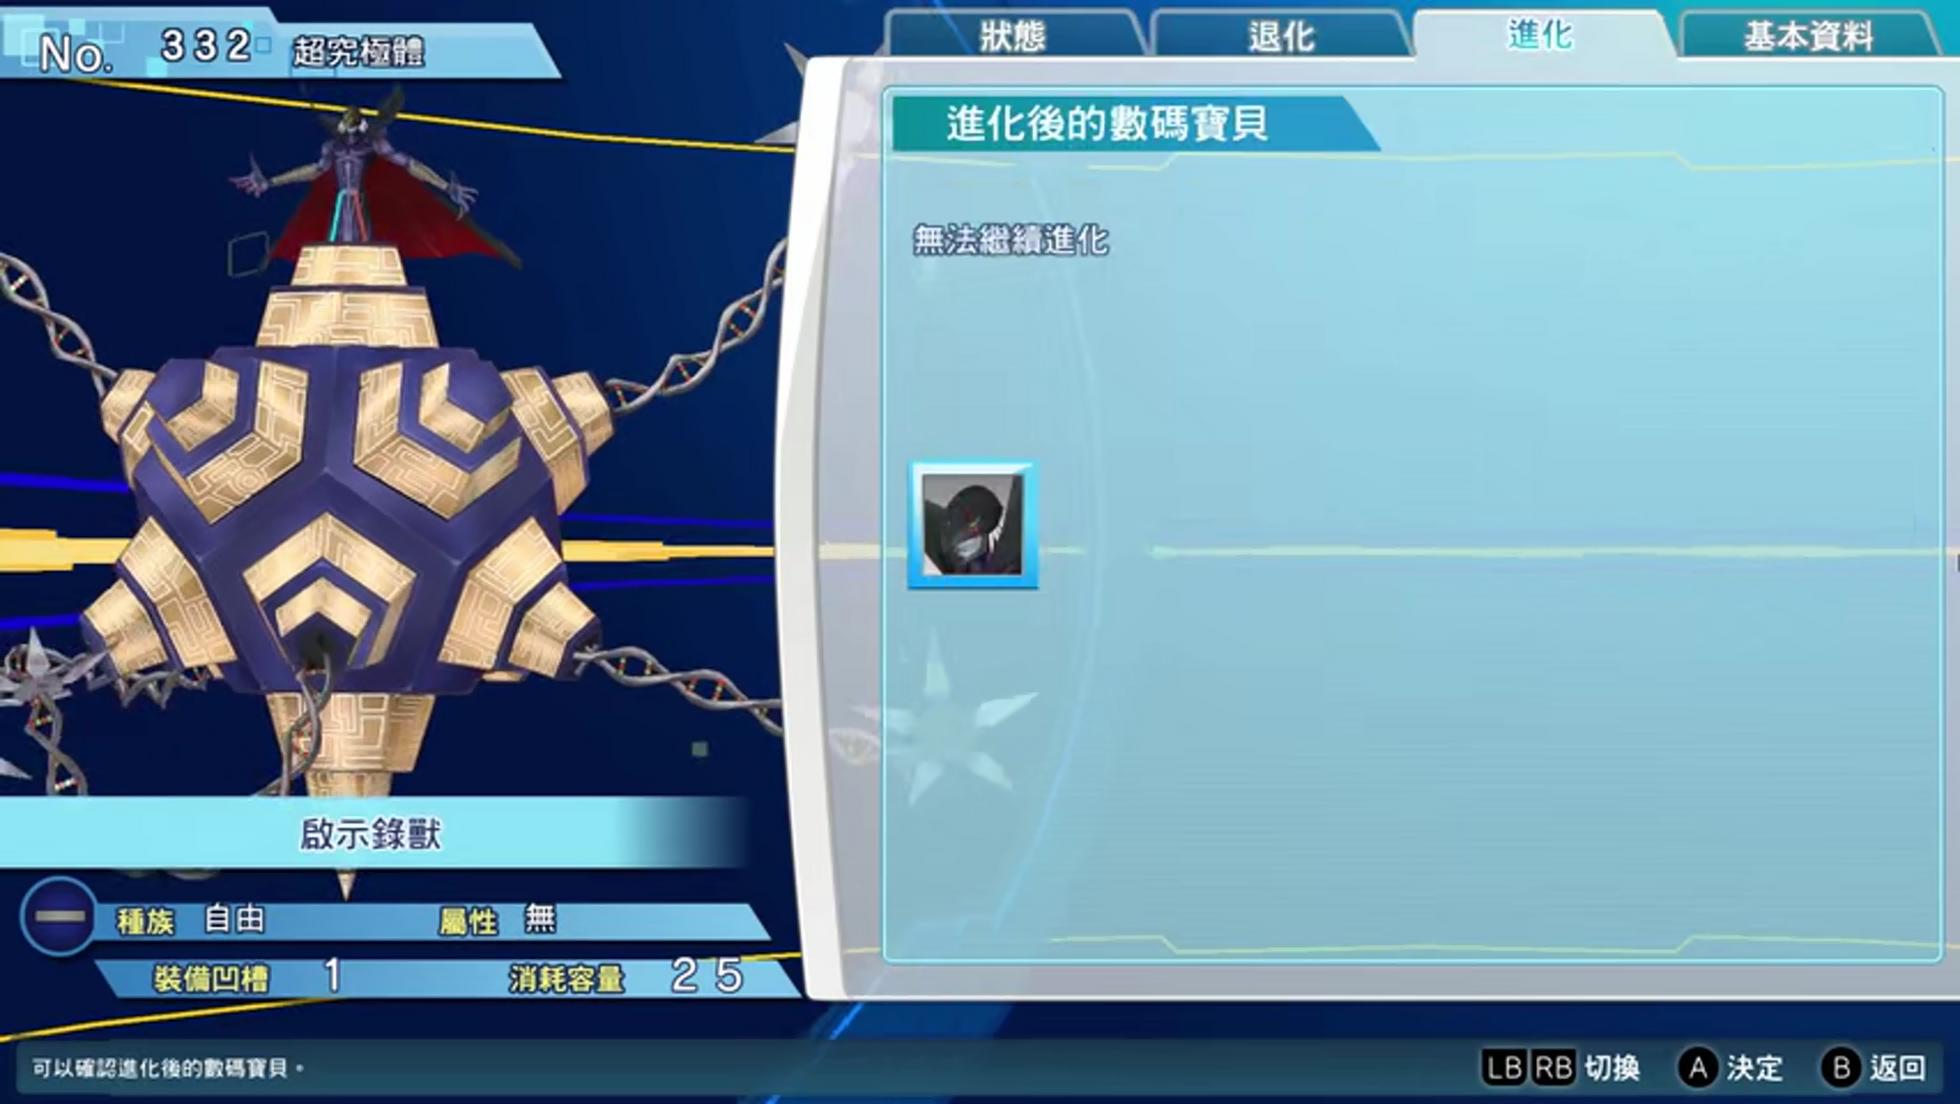 No. 332 超究極體
狀態 退化 進化 基本資料
進化後的數碼寶貝
無法繼續進化
啟示錄獸
種族 自由 屬性 無
裝備凹槽 1 消耗容量 25
可以確認進化後的數碼寶貝。
LB RB 切換 A 決定 B 返回